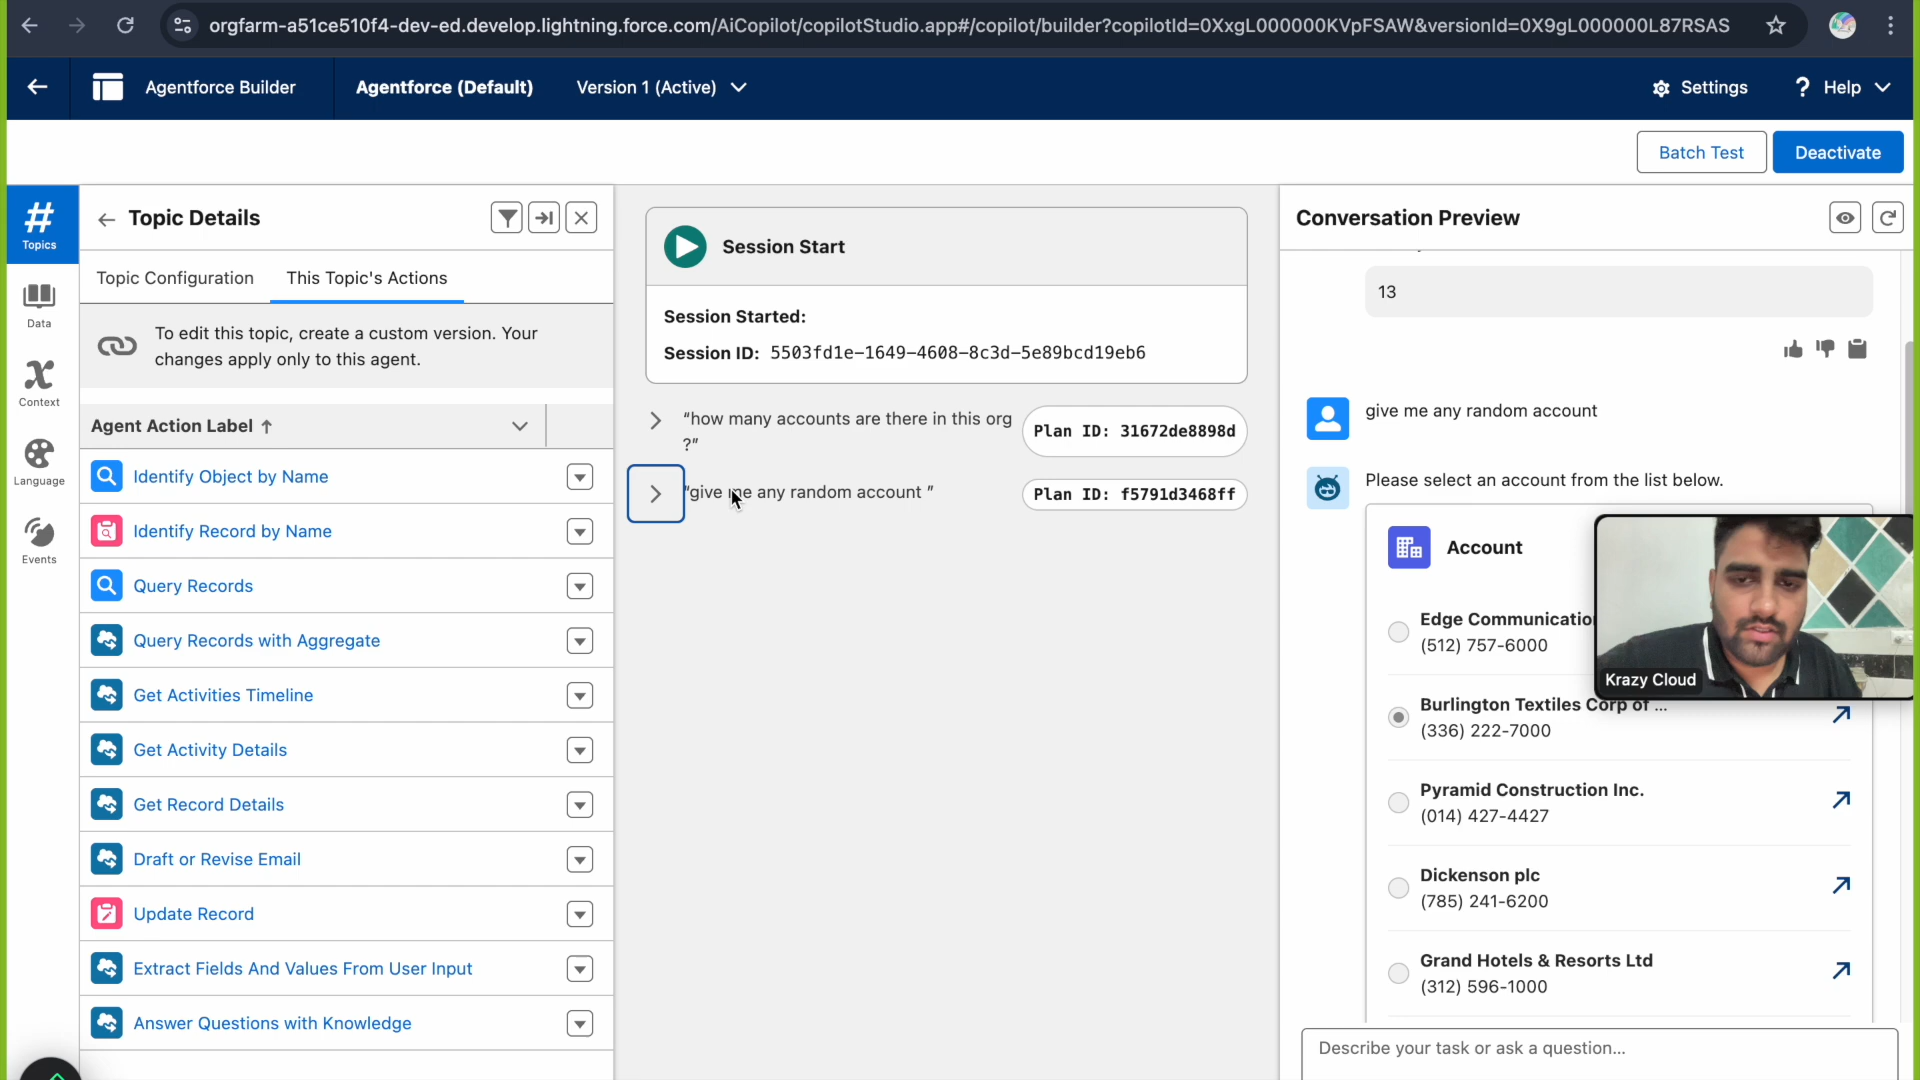 orgfarm-a51ce510f4-dev-ed.develop.lightning.force.com/AiCopilot/copilotStudio.app#/copilot/builder?copilotId=0XxgL000000KVpFSAW&versionId=0X9gL000000L87RSAS
Agentforce Builder
Agentforce (Default)
Version 1 (Active)
Settings
? Help
Batch Test
Deactivate
Topics
Data
Context
Language
Events
Topic Details
Topic Configuration
This Topic's Actions
To edit this topic, create a custom version. Your
changes apply only to this agent.
Agent Action Label ↑
Identify Object by Name
Identify Record by Name
Query Records
Query Records with Aggregate
Get Activities Timeline
Get Activity Details
Get Record Details
Draft or Revise Email
Update Record
Extract Fields And Values From User Input
Answer Questions with Knowledge
Session Start
Session Started:
Session ID: 5503fd1e-1649-4608-8c3d-5e89bcd19eb6
"how many accounts are there in this org
?"
Plan ID: 31672de8898d
"give me any random account "
Plan ID: f5791d3468ff
Conversation Preview
13
give me any random account
Please select an account from the list below.
Account
Edge Communication
(512) 757-6000
Burlington Textiles Corp of ...
(336) 222-7000
Pyramid Construction Inc.
(014) 427-4427
Dickenson plc
(785) 241-6200
Grand Hotels & Resorts Ltd
(312) 596-1000
Krazy Cloud
Describe your task or ask a question...